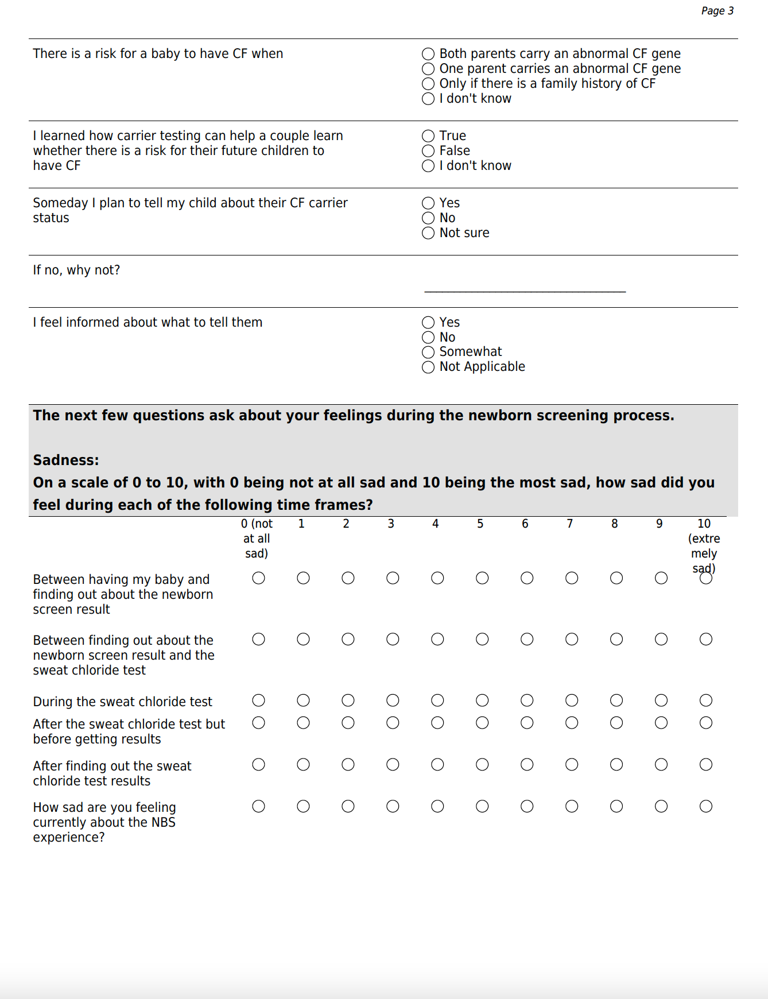 Page 3
There is a risk for a baby to have CF when
Both parents carry an abnormal CF gene
One parent carries an abnormal CF gene
Only if there is a family history of CF
I don't know
I learned how carrier testing can help a couple learn
whether there is a risk for their future children to
have CF
True
False
I don't know
Someday I plan to tell my child about their CF carrier
status
Yes
No
Not sure
If no, why not?
I feel informed about what to tell them
Yes
No
Somewhat
Not Applicable
The next few questions ask about your feelings during the newborn screening process.
Sadness:
On a scale of 0 to 10, with 0 being not at all sad and 10 being the most sad, how sad did you
feel during each of the following time frames?
0 (not 1 2 3 4 5 6 7 8 9 10
at all (extre
sad) mely
sad)
Between having my baby and
finding out about the newborn
screen result
Between finding out about the
newborn screen result and the
sweat chloride test
During the sweat chloride test
After the sweat chloride test but
before getting results
After finding out the sweat
chloride test results
How sad are you feeling
currently about the NBS
experience?